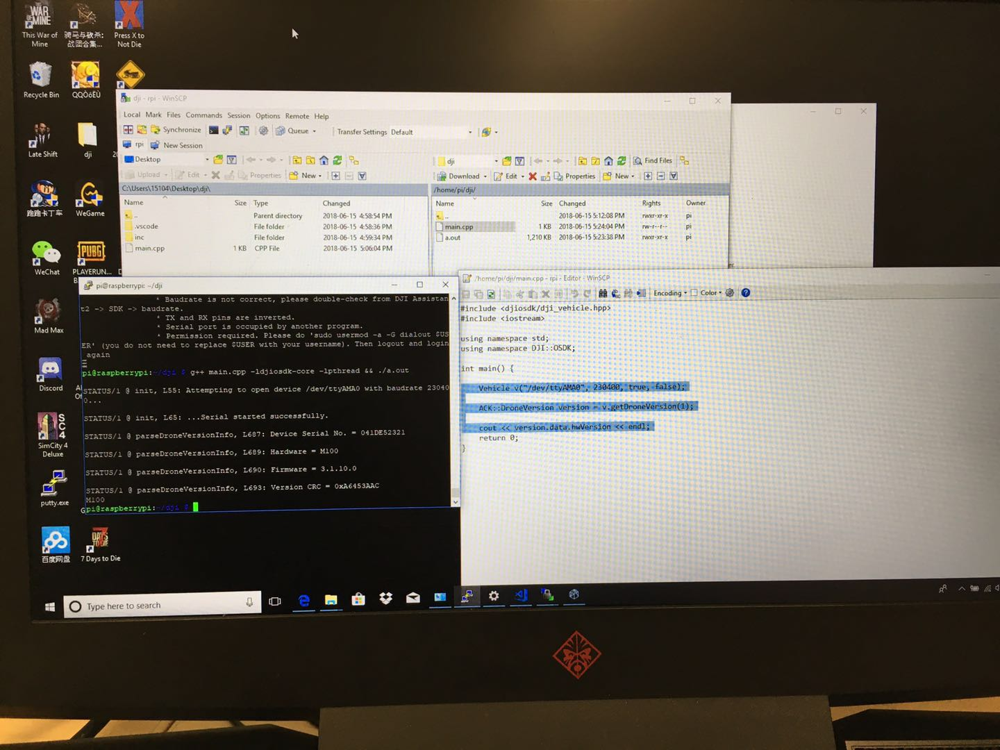 This War of
Mine
骑马与砍杀:
战团合集...
Press X to
Not Die
Recycle Bin
QQÓÎÏ·
Late Shift
dji
跑跑卡丁车
WeGame
WeChat
PUBG
PLAYERUN...
Mad Max
Discord
SimCity 4
Deluxe
putty.exe
百度网盘
7 Days to Die
dji - rpi - WinSCP
Local Mark Files Commands Session Options Remote Help
Synchronize
Queue
Transfer Settings Default
rpi
New Session
Desktop
Upload
Edit
Properties
New
C:\Users\15104\Desktop\dji\
Name Size Type Changed
.. Parent directory 2018-06-15 4:58:54 PM
.vscode File folder 2018-06-15 4:58:36 PM
inc File folder 2018-06-15 4:59:34 PM
main.cpp 1 KB CPP File 2018-06-15 5:06:04 PM
dji
Find Files
Download
Edit
Properties
New
/home/pi/dji/
Name Size Changed Rights Owner
.. 2018-06-15 5:12:08 PM rwxr-xr-x pi
main.cpp 1 KB 2018-06-15 5:24:04 PM rw-r--r-- pi
a.out 1,210 KB 2018-06-15 5:23:38 PM rwxr-xr-x pi
pi@raspberrypi: ~/dji
* Baudrate is not correct, please double-check from DJI Assistan
t2 -> SDK -> baudrate.
* TX and RX pins are inverted.
* Serial port is occupied by another program.
* Permission required. Please do 'sudo usermod -a -G dialout $US
ER' (you do not need to replace $USER with your username). Then logout and login
again
pi@raspberrypi:~/dji $ g++ main.cpp -ldjiosdk-core -lpthread && ./a.out
STATUS/1 @ init, L55: Attempting to open device /dev/ttyAMA0 with baudrate 23040
0...
STATUS/1 @ init, L65: ...Serial started successfully.
STATUS/1 @ parseDroneVersionInfo, L687: Device Serial No. = 041DE52321
STATUS/1 @ parseDroneVersionInfo, L689: Hardware = M100
STATUS/1 @ parseDroneVersionInfo, L690: Firmware = 3.1.10.0
STATUS/1 @ parseDroneVersionInfo, L693: Version CRC = 0xA6453AAC
M100
pi@raspberrypi:~/dji $
/home/pi/dji/main.cpp - rpi - Editor - WinSCP
Encoding
Color
#include <djiosdk/dji_vehicle.hpp>
#include <iostream>
using namespace std;
using namespace DJI::OSDK;
int main() {
Vehicle v("/dev/ttyAMA0", 230400, true, false);
ACK::DroneVersion version = v.getDroneVersion(1);
cout << version.data.hwVersion << endl;
return 0;
}
Type here to search